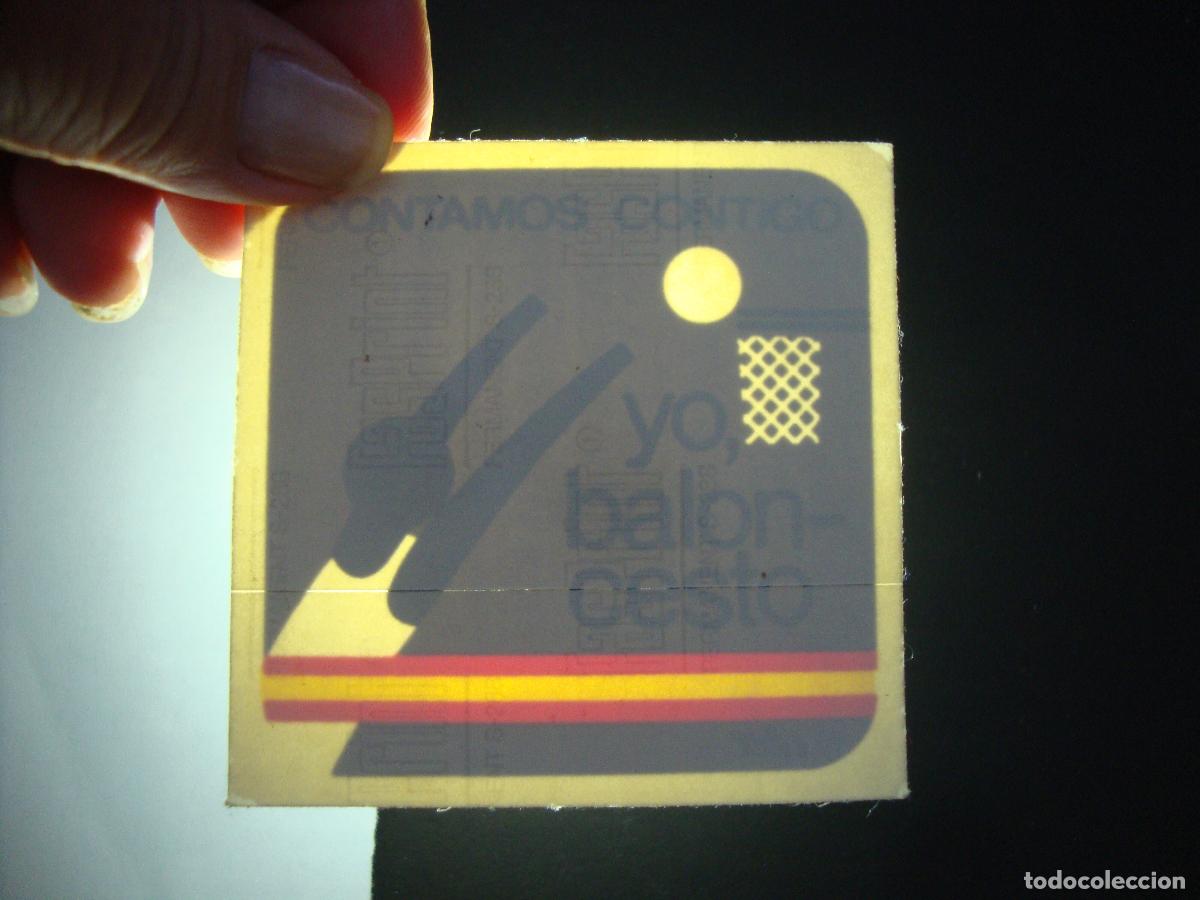 CONTAMOS CONTIGO
yo,
balon-
cesto
todocoleccion